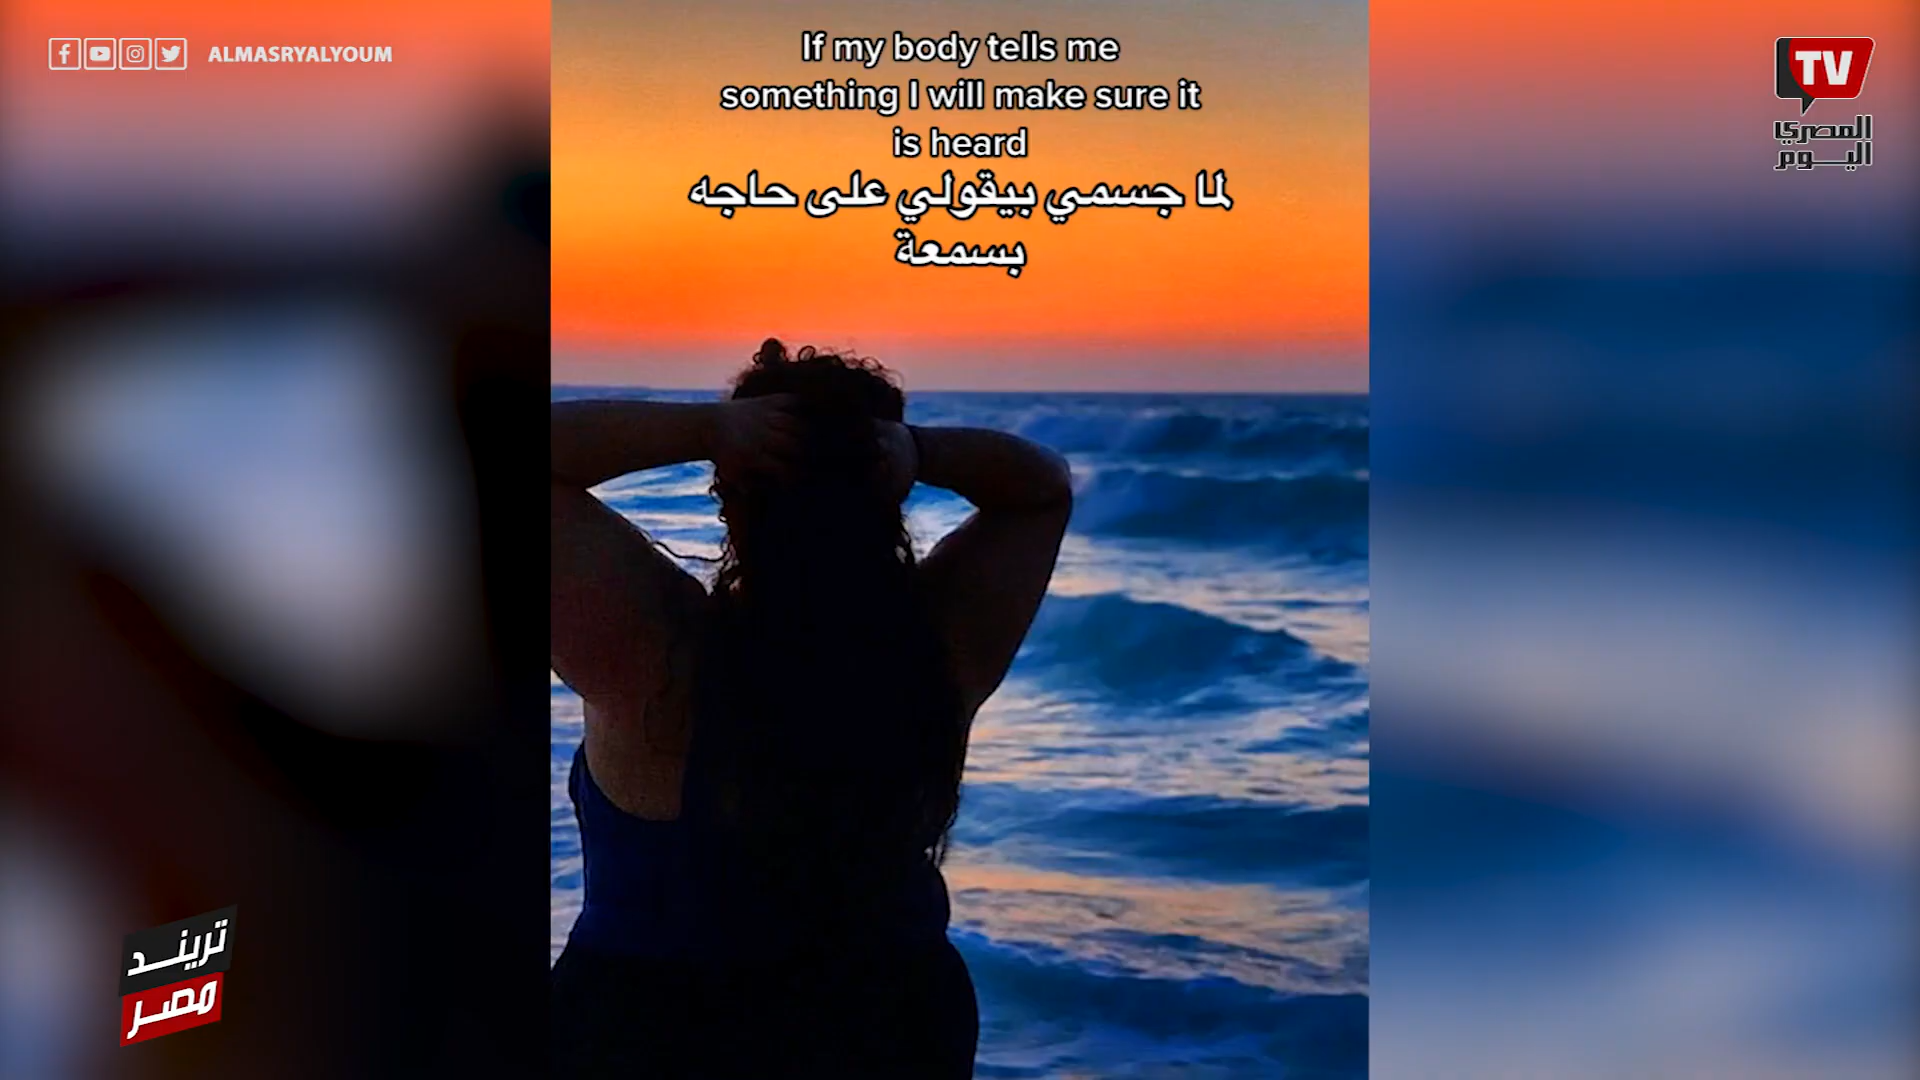 ALMASRYALYOUM
TV
المصري
اليوم
If my body tells me
something I will make sure it
is heard
لما جسمي بيقولي على حاجه
بسمعة
تريند
مصر